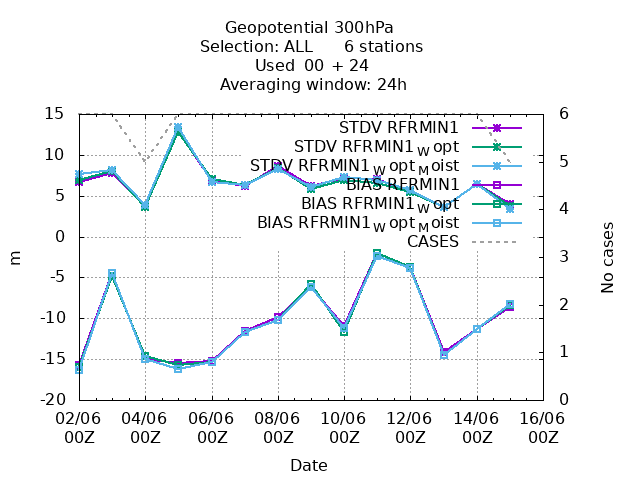 Geopotential 300hPa
Selection: ALL 6 stations
Used 00 + 24
Averaging window: 24h
STDV RFRMIN1
STDV RFRMIN1Wopt
STDV RFRMIN1WoptMoist
BIAS RFRMIN1
BIAS RFRMIN1Wopt
BIAS RFRMIN1WoptMoist
CASES
15
10
5
0
-5
-10
-15
-20
m
6
5
4
3
2
1
0
No cases
02/06 04/06 06/06 08/06 10/06 12/06 14/06 16/06
00Z 00Z 00Z 00Z 00Z 00Z 00Z 00Z
Date